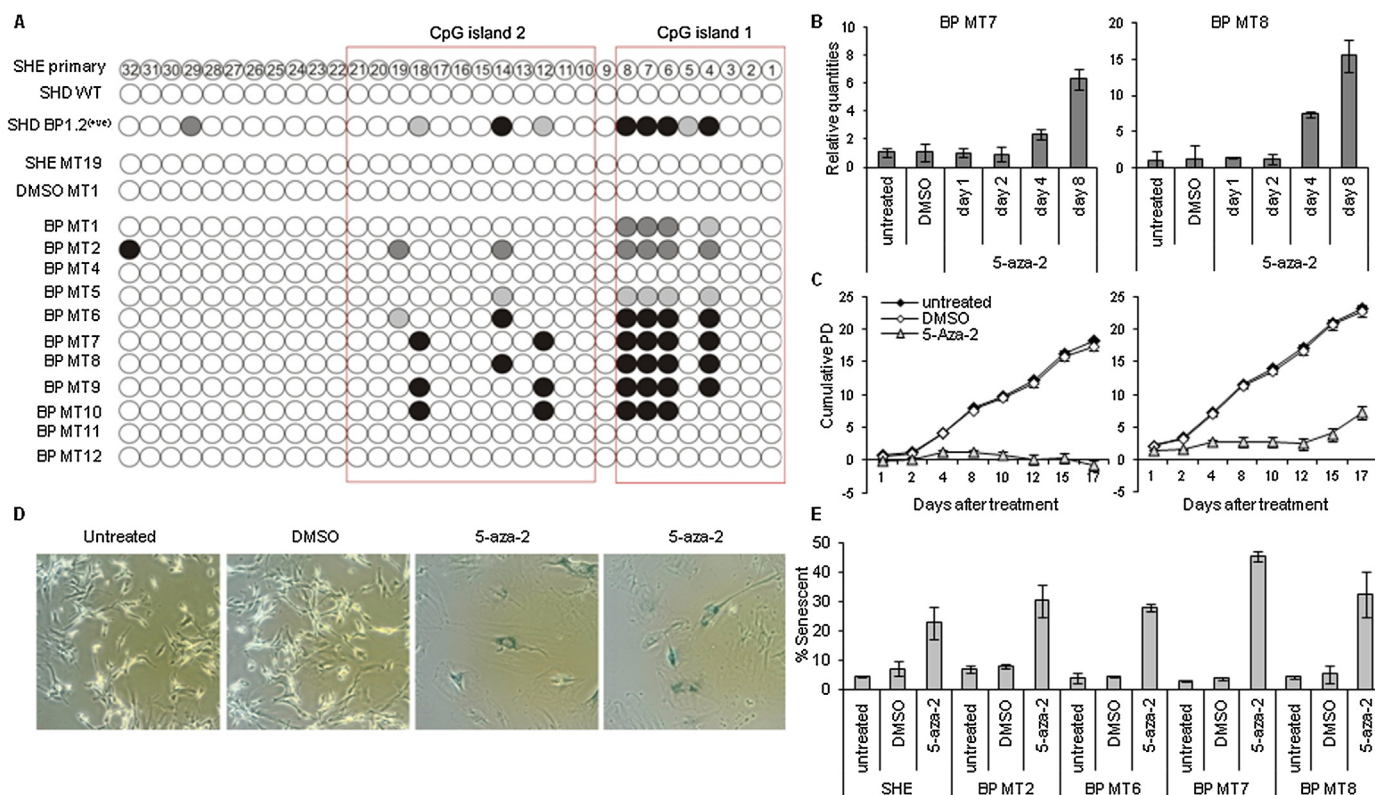 A
CpG island 2
CpG island 1
SHE primary
32 31 30 29 28 27 26 25 24 23 22 21 20 19 18 17 16 15 14 13 12 11 10 9 8 7 6 5 4 3 2 1
SHD WT
SHD BP1.2(+ve)
SHE MT19
DMSO MT1
BP MT1
BP MT2
BP MT4
BP MT5
BP MT6
BP MT7
BP MT8
BP MT9
BP MT10
BP MT11
BP MT12
B
BP MT7
BP MT8
Relative quantities
10
8
6
4
2
0
untreated
DMSO
day 1
day 2
day 4
day 8
5-aza-2
20
15
10
5
0
untreated
DMSO
day 1
day 2
day 4
day 8
5-aza-2
C
Cumulative PD
25
20
15
10
5
0
-5
untreated
DMSO
5-Aza-2
1 2 4 8 10 12 15 17
Days after treatment
25
20
15
10
5
0
-5
1 2 4 8 10 12 15 17
Days after treatment
D
Untreated
DMSO
5-aza-2
5-aza-2
E
% Senescent
50
40
30
20
10
0
untreated
DMSO
5-aza-2
untreated
DMSO
5-aza-2
untreated
DMSO
5-aza-2
untreated
DMSO
5-aza-2
untreated
DMSO
5-aza-2
SHE
BP MT2
BP MT6
BP MT7
BP MT8